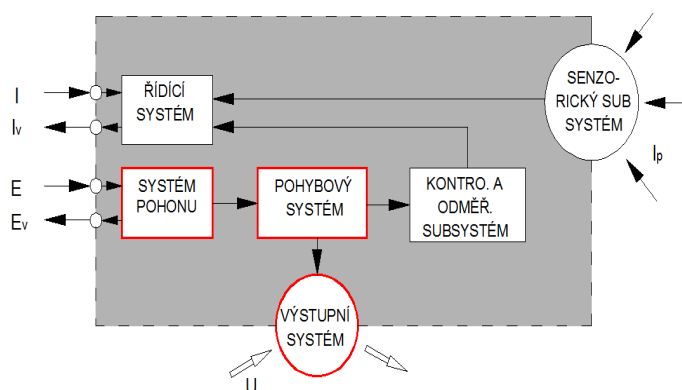 I
Iv
E
Ev
ŘÍDÍCÍ
SYSTÉM
SENZO-
RICKÝ SUB
SYSTÉM
Ip
SYSTÉM
POHONU
POHYBOVÝ
SYSTÉM
KONTRO. A
ODMĚŘ.
SUBSYSTÉM
VÝSTUPNÍ
SYSTÉM
U